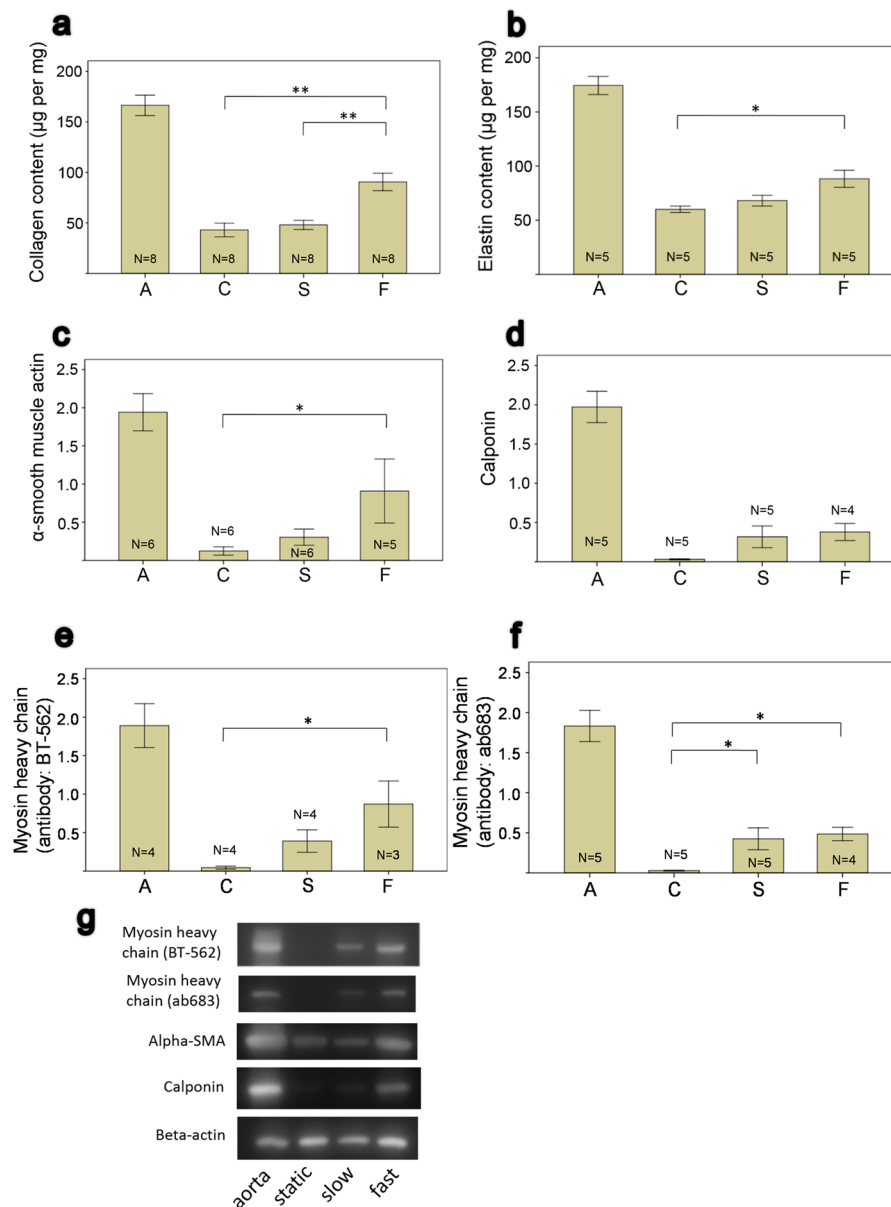 a
Collagen content (µg per mg)
200
150
100
50
**
**
N=8
N=8
N=8
N=8
A
C
S
F
b
Elastin content (µg per mg)
200
150
100
50
*
N=5
N=5
N=5
N=5
A
C
S
F
c
α-smooth muscle actin
2.5
2.0
1.5
1.0
0.5
*
N=6
N=6
N=6
N=5
A
C
S
F
d
Calponin
2.5
2.0
1.5
1.0
0.5
N=5
N=5
N=5
N=4
A
C
S
F
e
Myosin heavy chain
(antibody: BT-562)
2.5
2.0
1.5
1.0
0.5
*
N=4
N=4
N=4
N=3
A
C
S
F
f
Myosin heavy chain
(antibody: ab683)
2.5
2.0
1.5
1.0
0.5
*
*
N=5
N=5
N=5
N=4
A
C
S
F
g
Myosin heavy
chain (BT-562)
Myosin heavy
chain (ab683)
Alpha-SMA
Calponin
Beta-actin
aorta
static
slow
fast